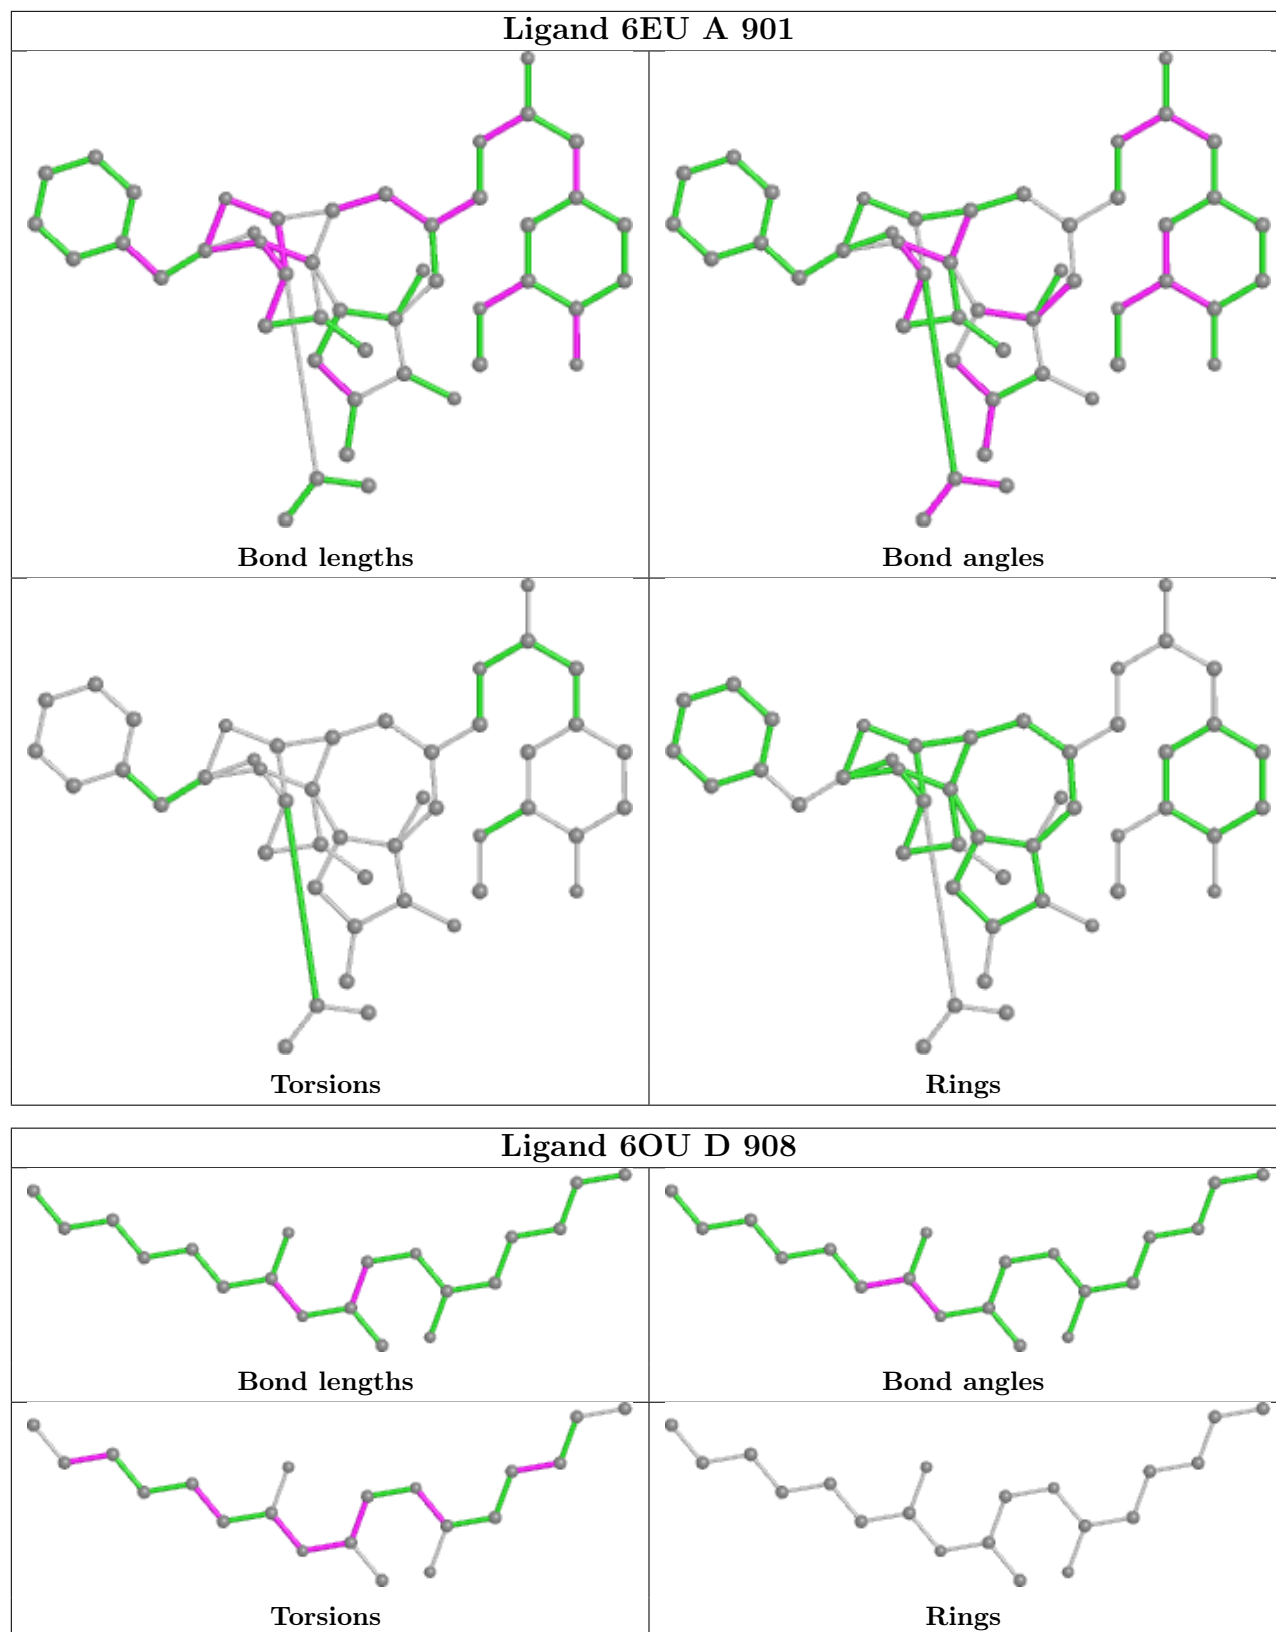 Ligand 6EU A 901
Bond lengths
Bond angles
Torsions
Rings
Ligand 6OU D 908
Bond lengths
Bond angles
Torsions
Rings